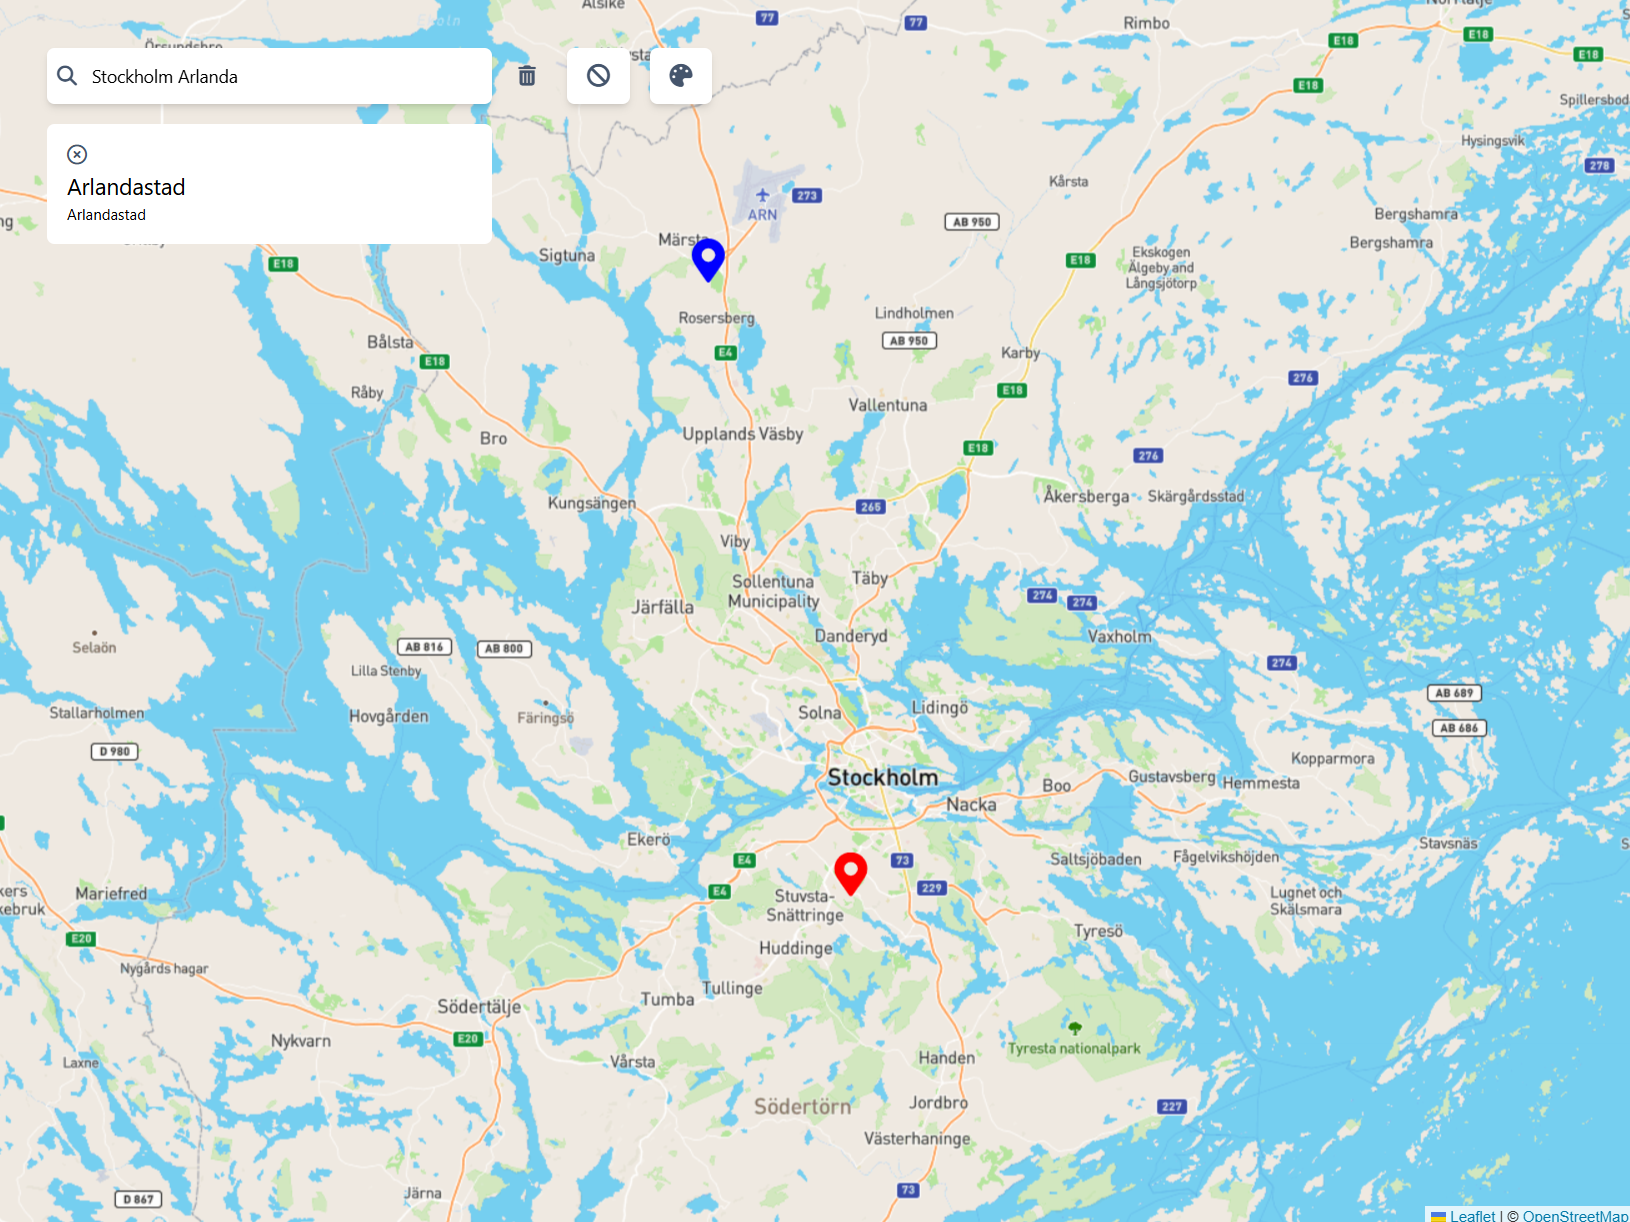 Stockholm Arlanda
Arlandastad
Arlandastad
Alsike
77
77
Rimbo
E18
E18
E18
E18
Spillersbod
Hysingsvik
278
Kårsta
273
ARN
AB 950
Bergshamra
Bergshamra
Märsta
Sigtuna
E18
E18
Ekskogen
Älgeby and
Långsjötorp
Rosersberg
Lindholmen
AB 950
Bålsta
E18
E4
Karby
276
Råby
E18
Vallentuna
Bro
Upplands Väsby
E18
276
Kungsängen
265
Åkersberga
Skärgårdsstad
Viby
Sollentuna
Municipality
Täby
274
274
Järfälla
Danderyd
Vaxholm
Selaön
AB 816
AB 800
274
Lilla Stenby
AB 689
Stallarholmen
Hovgården
Färingsö
Solna
Lidingö
AB 686
D 980
Kopparmora
Stockholm
Boo
Gustavsberg
Hemmesta
Nacka
Ekerö
Stavsnäs
E4
73
Saltsjöbaden
Fågelvikshöjden
E4
229
Mariefred
Stuvsta-
Snättringe
Lugnet och
Skälsmara
E20
Huddinge
Tyresö
Nygårds hagar
Tullinge
Södertälje
Tumba
E20
Nykvarn
Tyresta nationalpark
Laxne
Vårsta
Handen
Södertörn
Jordbro
227
Västerhaninge
Järna
D 867
73
Leaflet | © OpenStreetMap